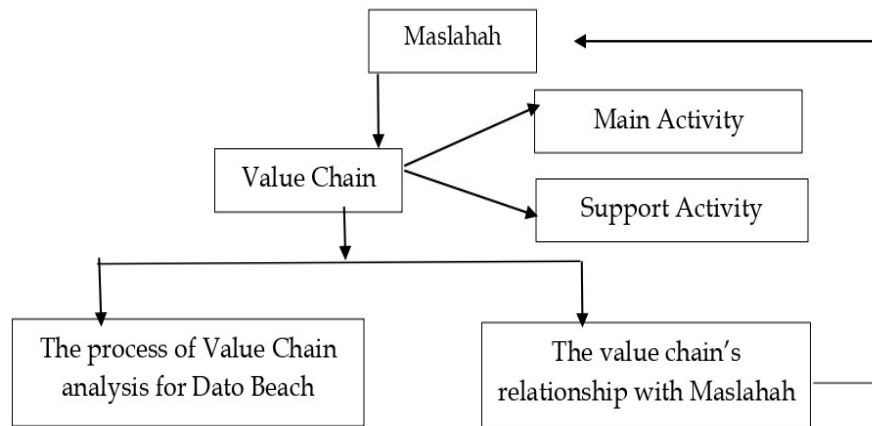 Maslahah
Main Activity
Value Chain
Support Activity
The process of Value Chain
analysis for Dato Beach
The value chain’s
relationship with Maslahah